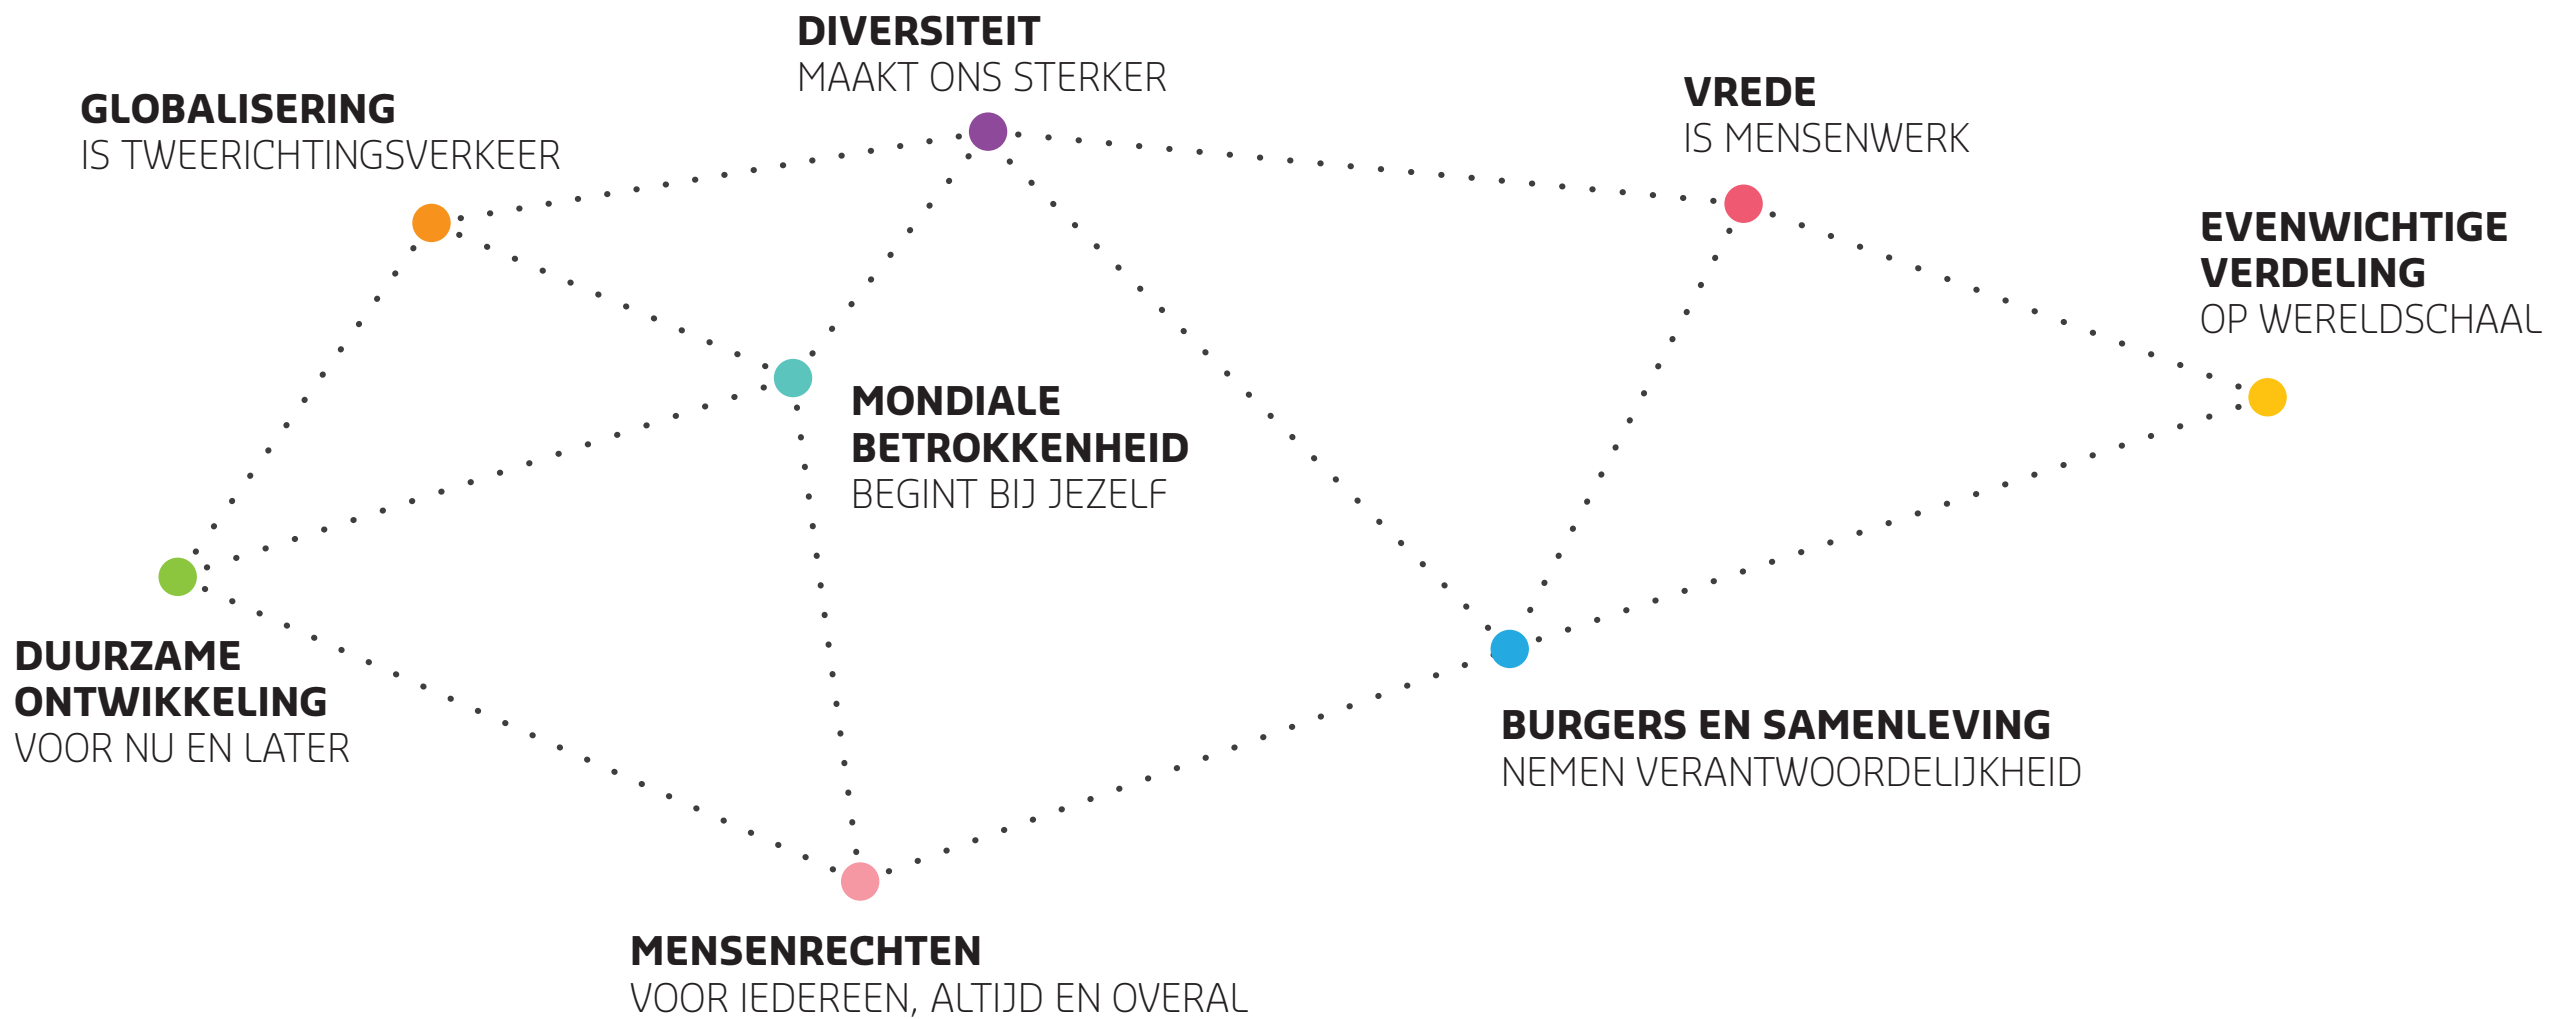 DIVERSITEIT
MAAKT ONS STERKER
GLOBALISERING
IS TWEERICHTINGSVERKEER
VREDE
IS MENSENWERK
EVENWICHTIGE
VERDELING
OP WERELDSCHAAL
MONDIALE
BETROKKENHEID
BEGINT BIJ JEZELF
DUURZAME
ONTWIKKELING
VOOR NU EN LATER
BURGERS EN SAMENLEVING
NEMEN VERANTWOORDELIJKHEID
MENSENRECHTEN
VOOR IEDEREEN, ALTIJD EN OVERAL